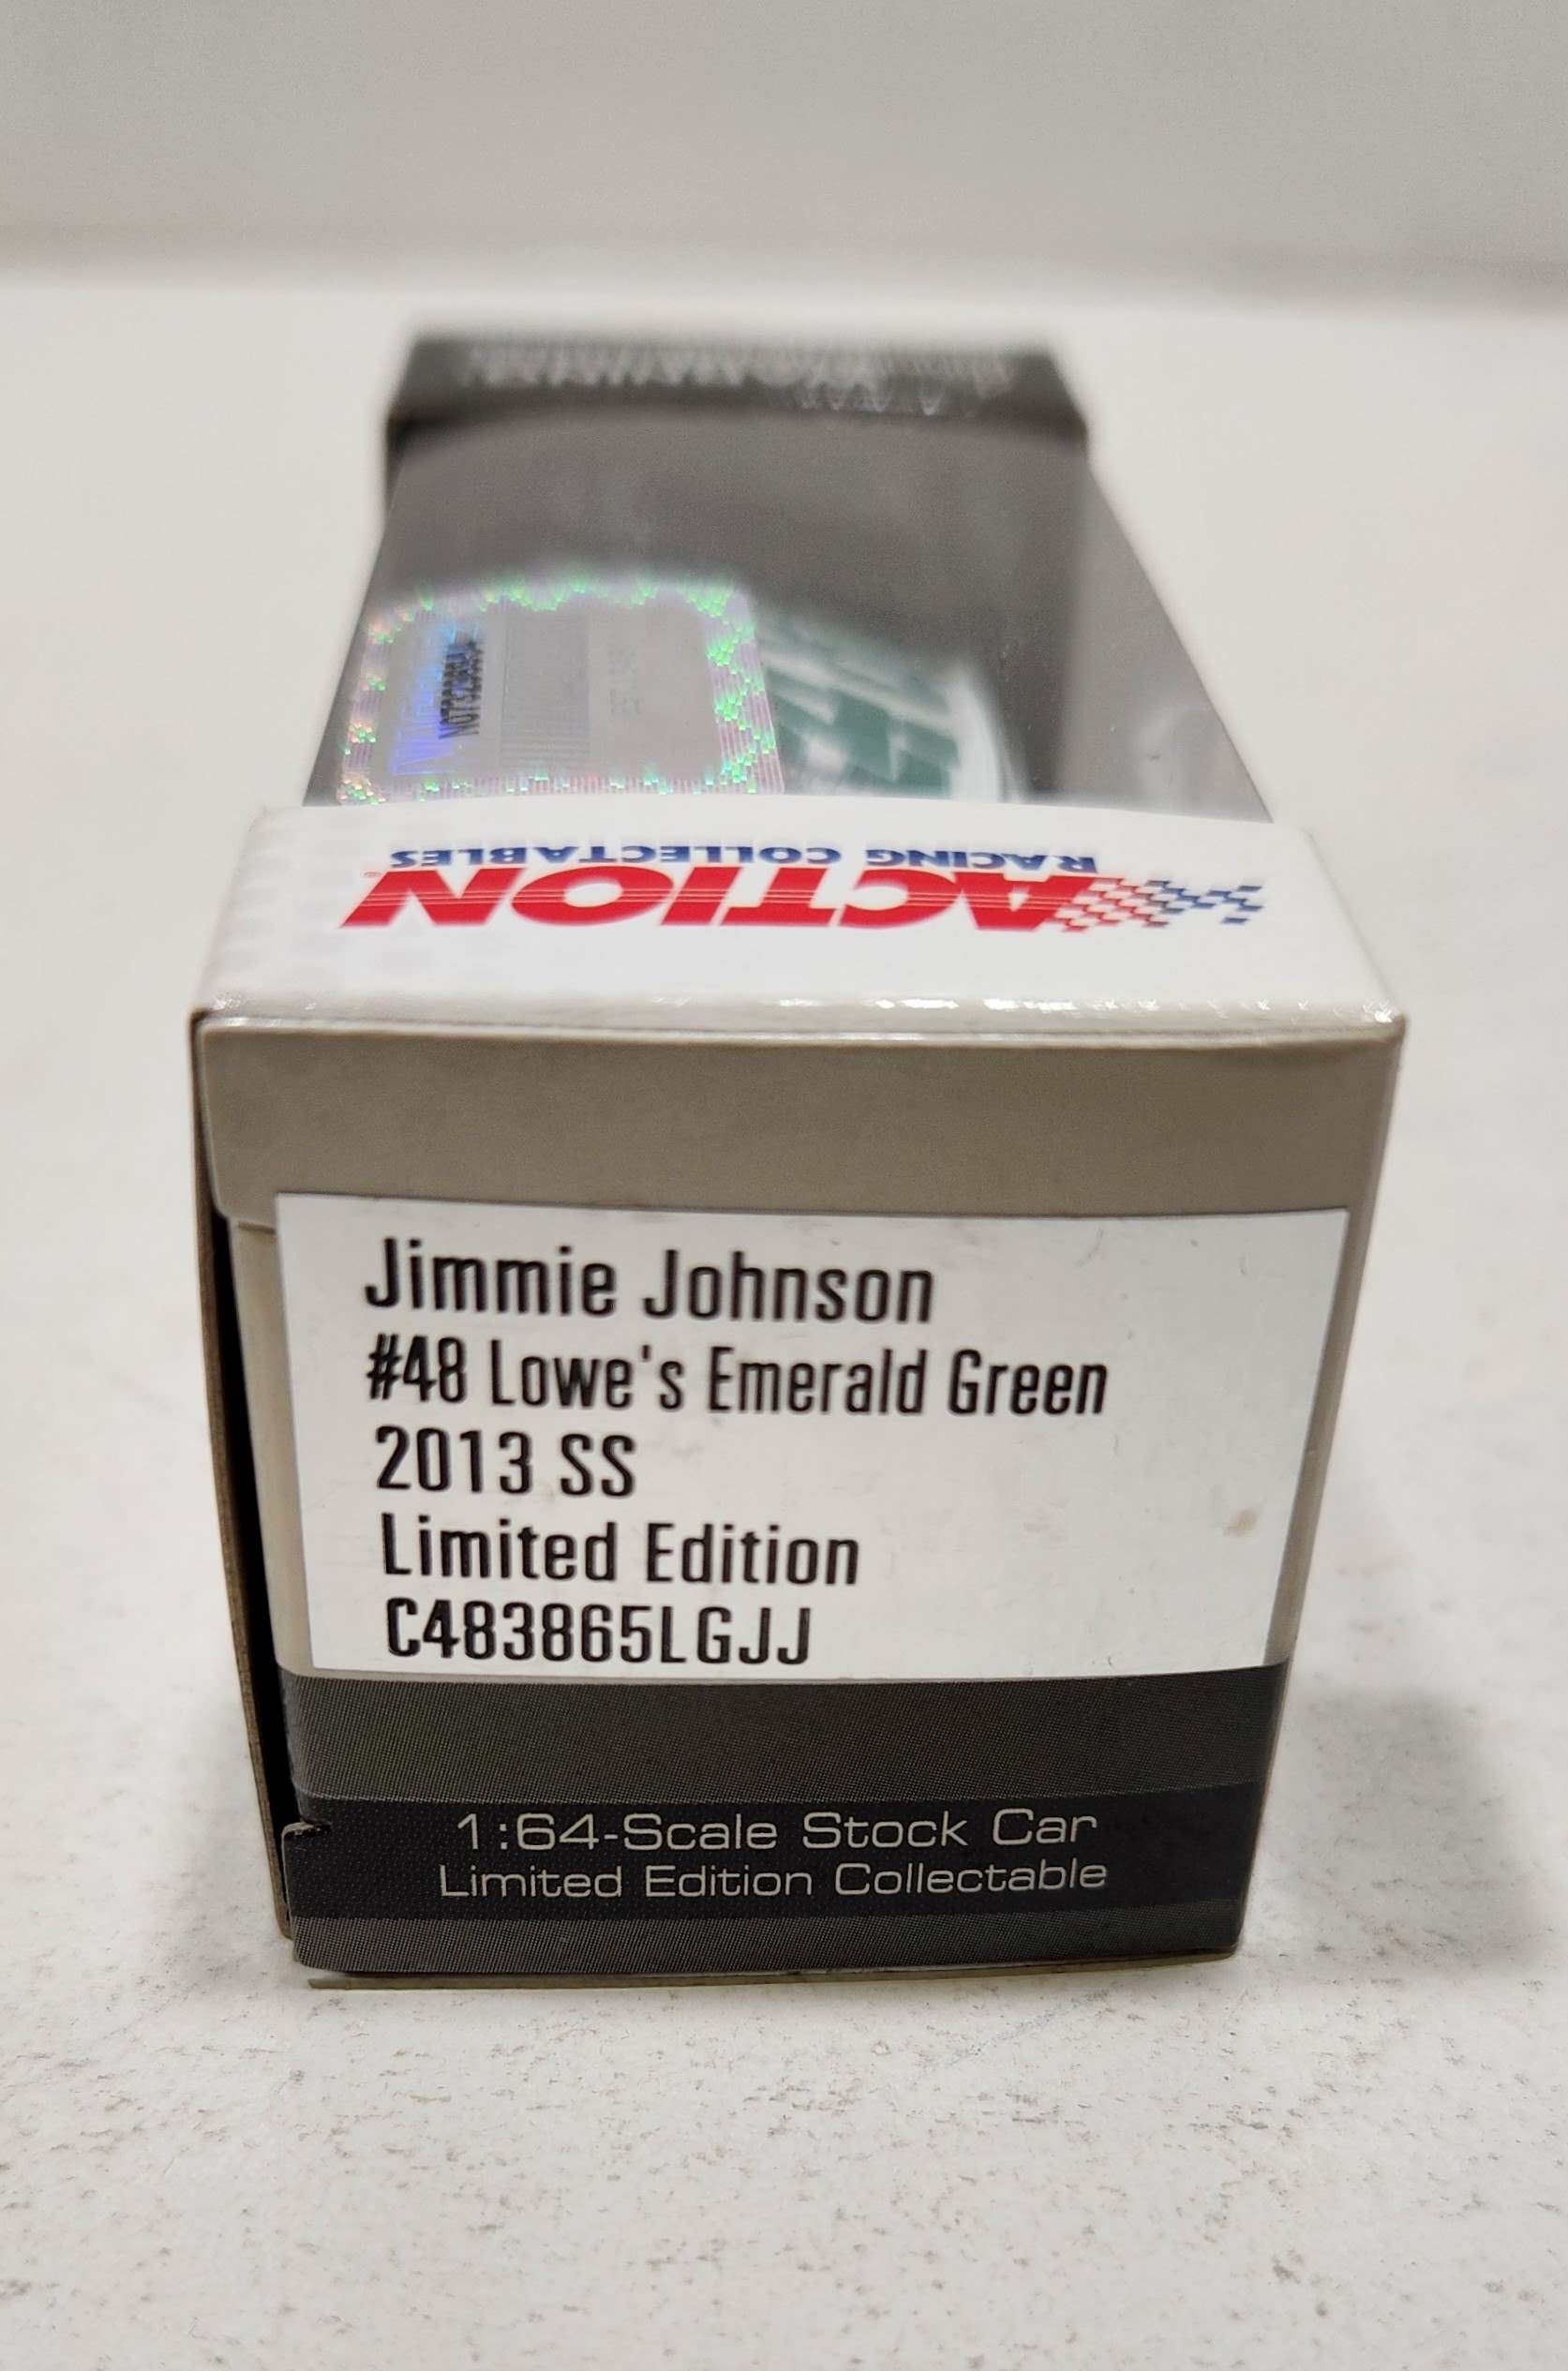 RACING COLLECTABLES
ACTION
Jimmie Johnson
#48 Lowe's Emerald Green
2013 SS
Limited Edition
C483865LGJJ
1:64-Scale Stock Car
Limited Edition Collectable